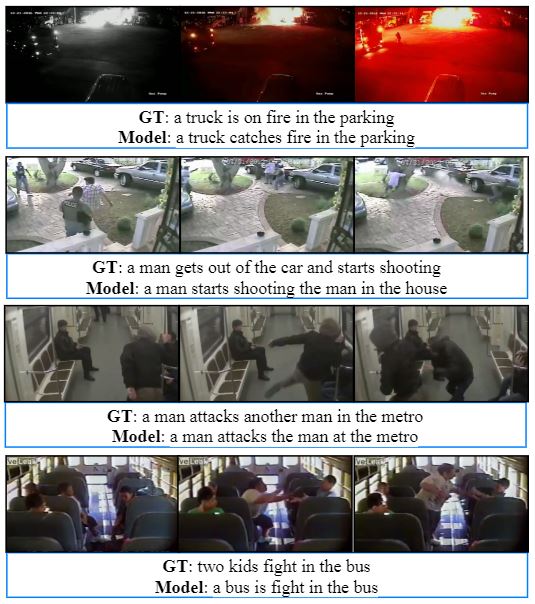 GT: a truck is on fire in the parking
Model: a truck catches fire in the parking
POLICE
GT: a man gets out of the car and starts shooting
Model: a man starts shooting the man in the house
GT: a man attacks another man in the metro
Model: a man attacks the man at the metro
GT: two kids fight in the bus
Model: a bus is fight in the bus